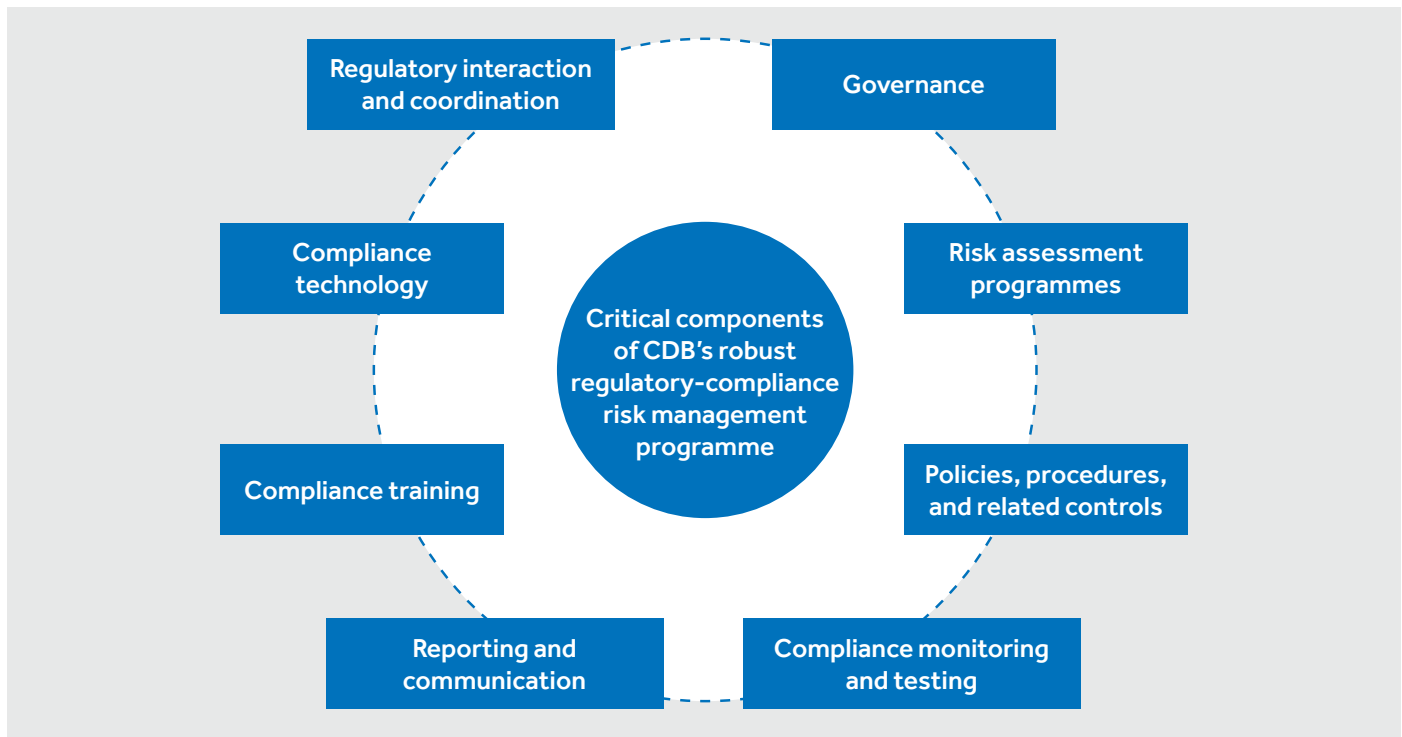 Regulatory interaction
and coordination
Governance
Compliance
technology
Risk assessment
programmes
Critical components
of CDB’s robust
regulatory-compliance
risk management
programme
Compliance training
Policies, procedures,
and related controls
Reporting and
communication
Compliance monitoring
and testing